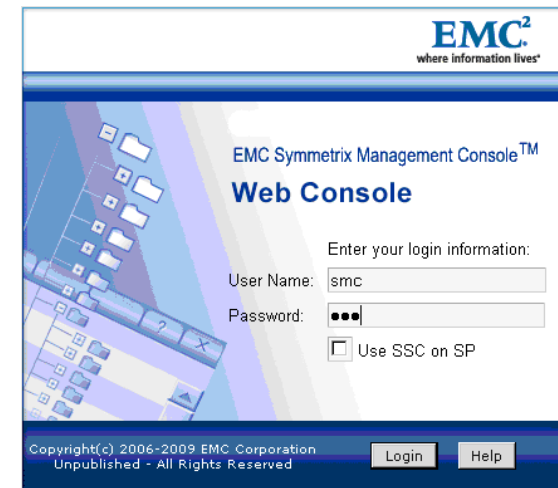 EMC²
where information lives®
EMC Symmetrix Management Console™
Web Console
Enter your login information:
User Name: smc
Password: •••
Use SSC on SP
Copyright(c) 2006-2009 EMC Corporation
Unpublished - All Rights Reserved
Login Help